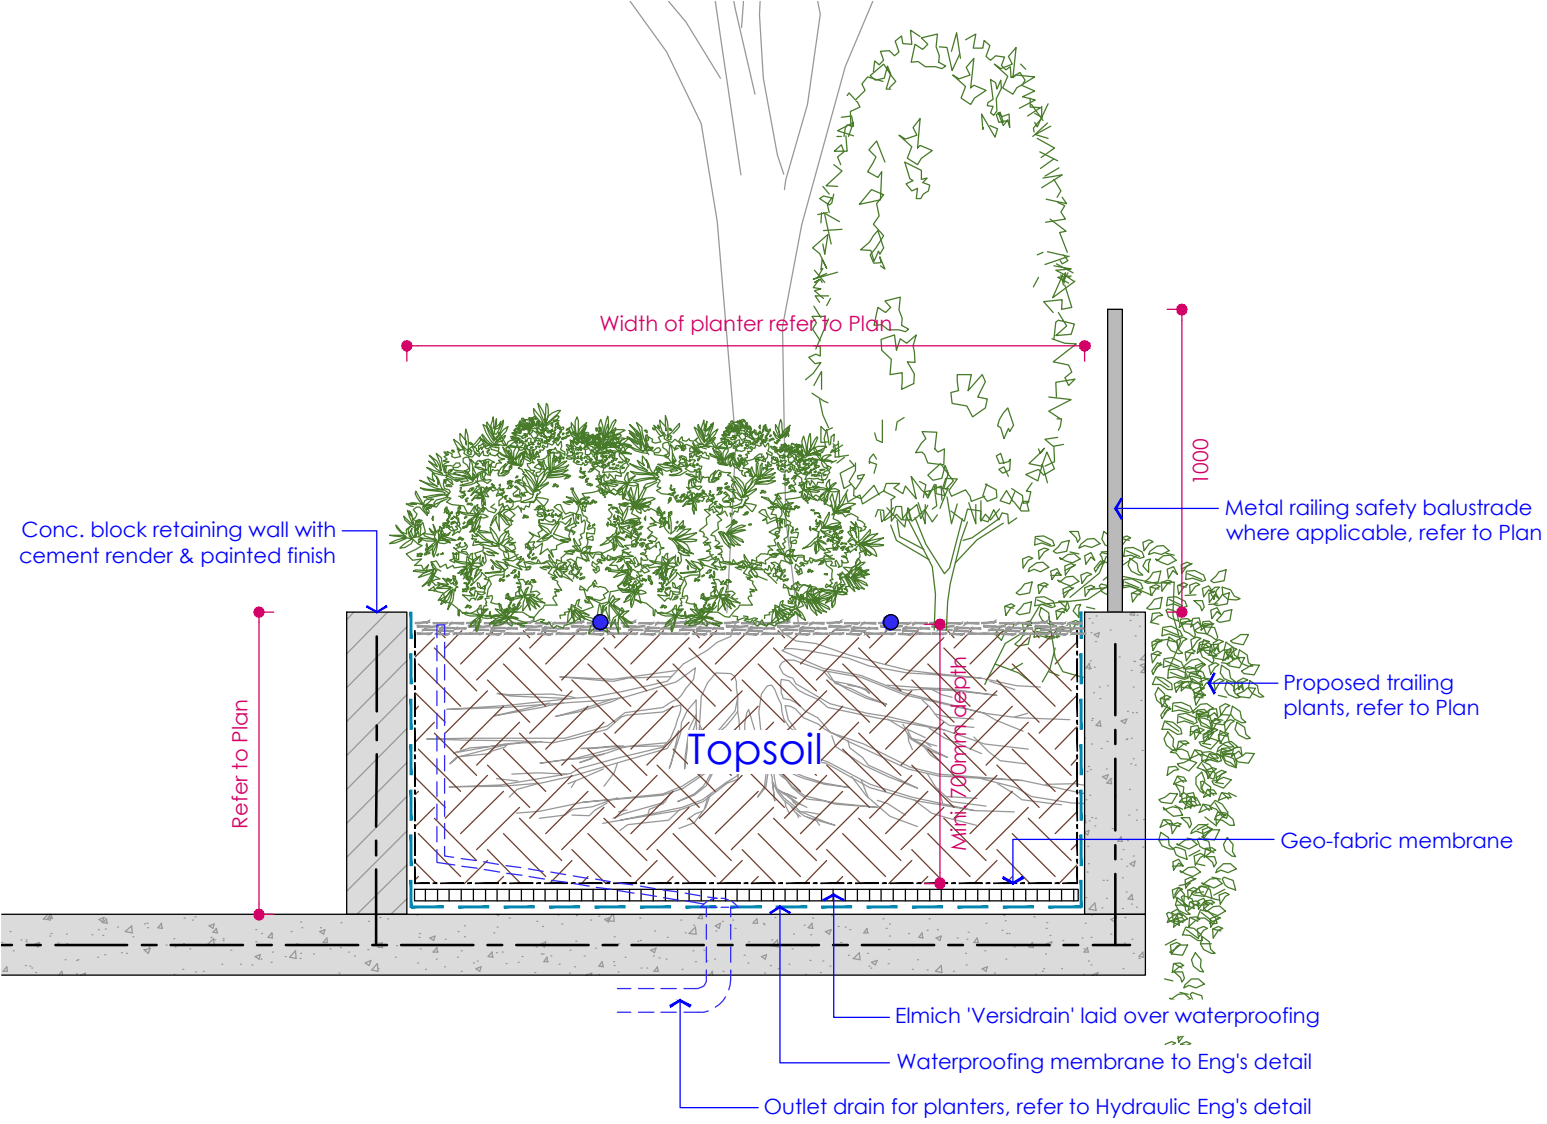 Width of planter refer to Plan
1000
Metal railing safety balustrade
where applicable, refer to Plan
Conc. block retaining wall with
cement render & painted finish
Proposed trailing
plants, refer to Plan
Refer to Plan
Topsoil
Mini. 700mm depth
Geo-fabric membrane
Elmich 'Versidrain' laid over waterproofing
Waterproofing membrane to Eng's detail
Outlet drain for planters, refer to Hydraulic Eng's detail